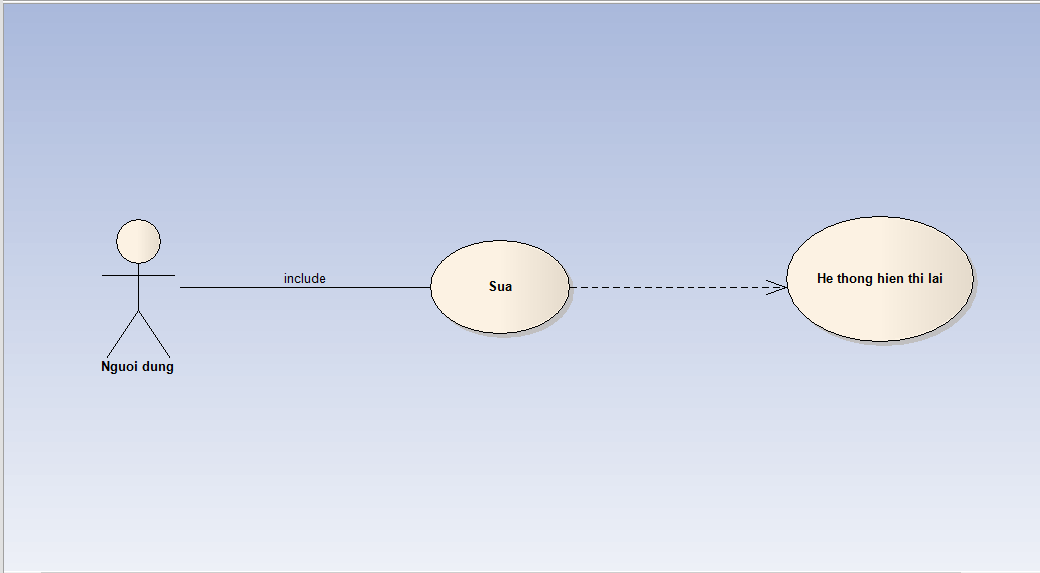 include
Sua
He thong hien thi lai
Nguoi dung